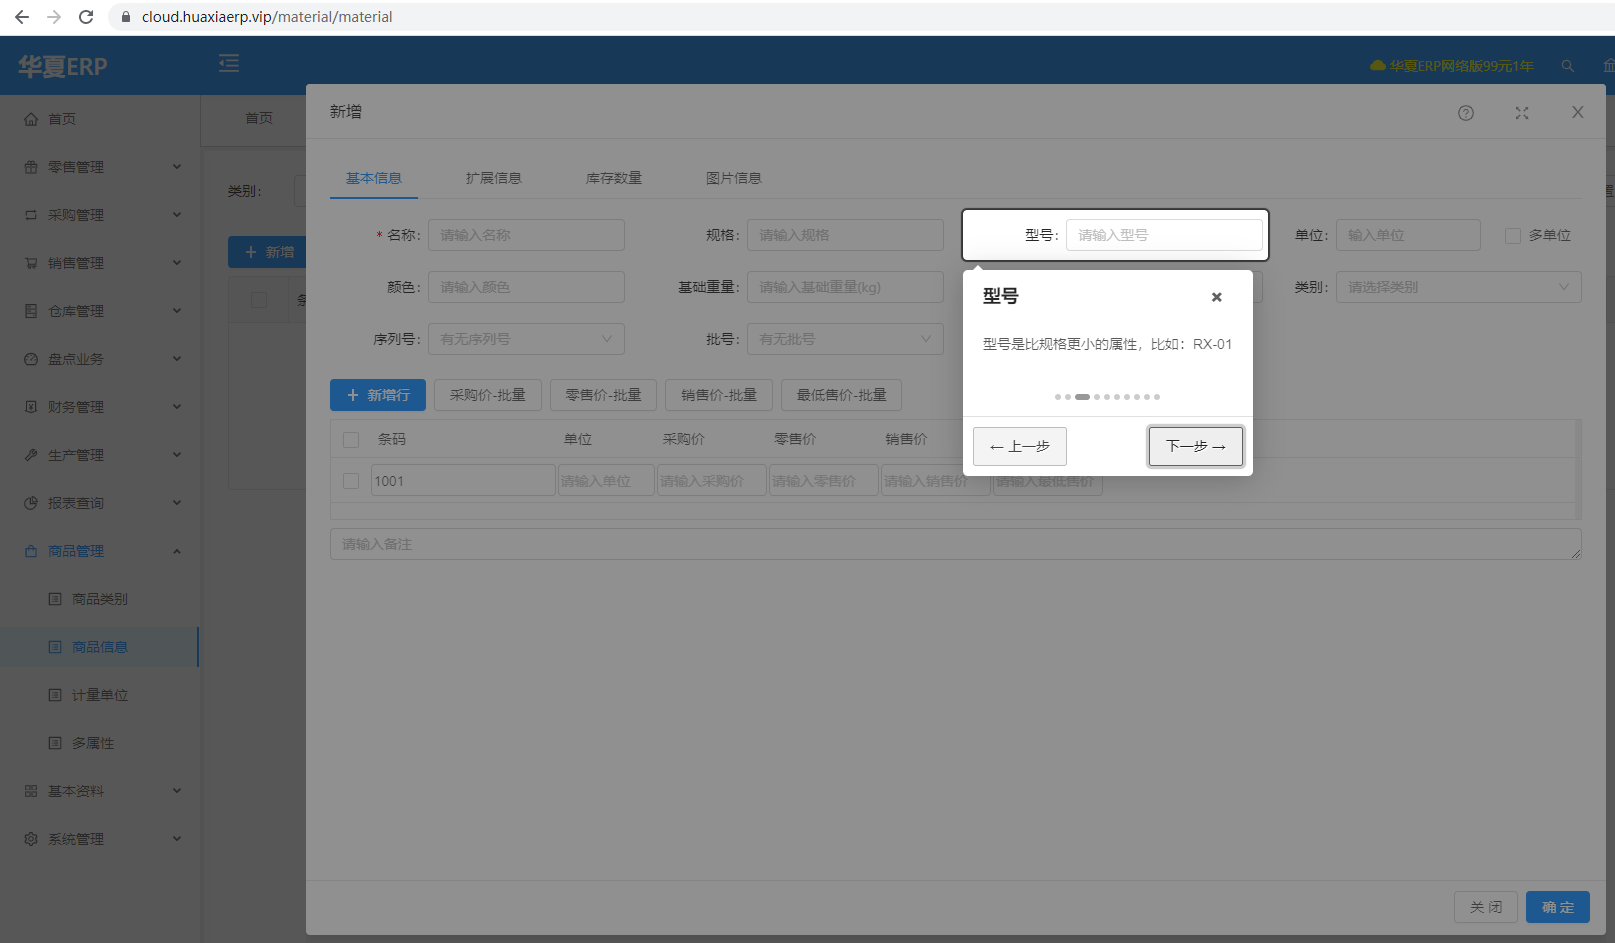 cloud.huaxiaerp.vip/material/material
华夏ERP
华夏ERP网络版99元1年
首页
零售管理
采购管理
销售管理
仓库管理
盘点业务
财务管理
生产管理
报表查询
商品管理
商品类别
商品信息
计量单位
多属性
基本资料
系统管理
首页
类别：
+ 新增
新增
基本信息 扩展信息 库存数量 图片信息
* 名称： 请输入名称 规格： 请输入规格 型号： 请输入型号 单位： 输入单位 多单位
颜色： 请输入颜色 基础重量： 请输入基础重量(kg) 类别： 请选择类别
序列号： 有无序列号 批号： 有无批号
型号
型号是比规格更小的属性，比如：RX-01
← 上一步 下一步 →
+ 新增行 采购价-批量 零售价-批量 销售价-批量 最低售价-批量
条码 单位 采购价 零售价 销售价
1001 请输入单位 请输入采购价 请输入零售价 请输入销售价 请输入最低售价
请输入备注
关 闭 确 定